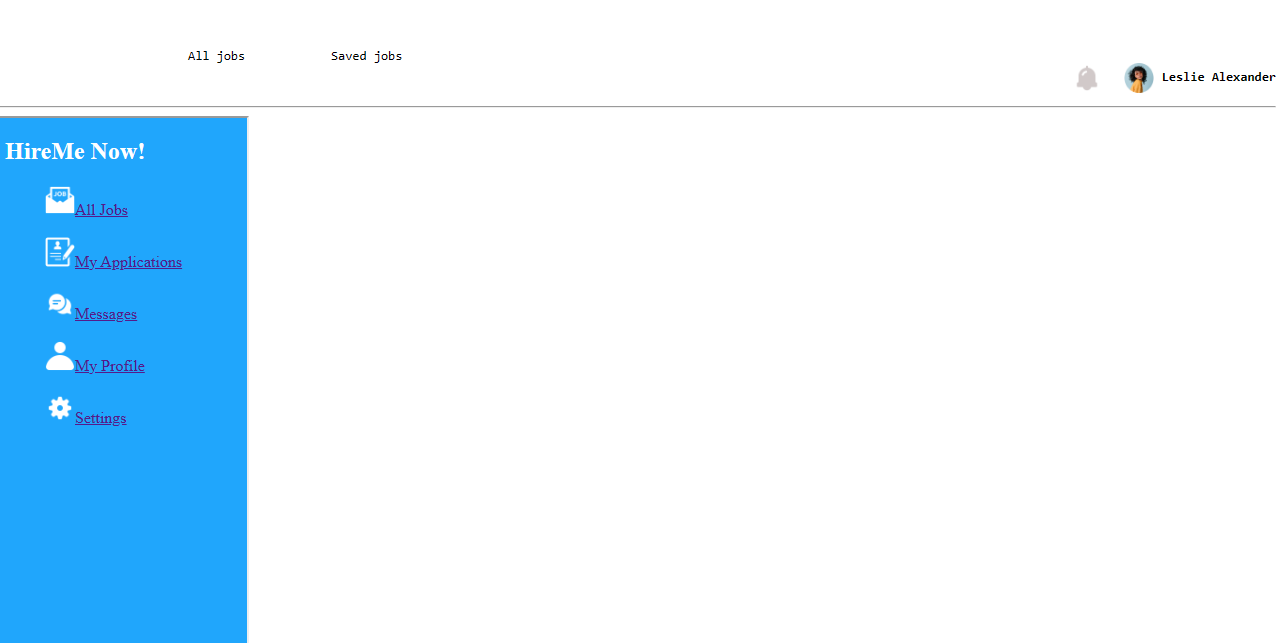 All jobs Saved jobs
Leslie Alexander
HireMe Now!
JOB
All Jobs
My Applications
Messages
My Profile
Settings